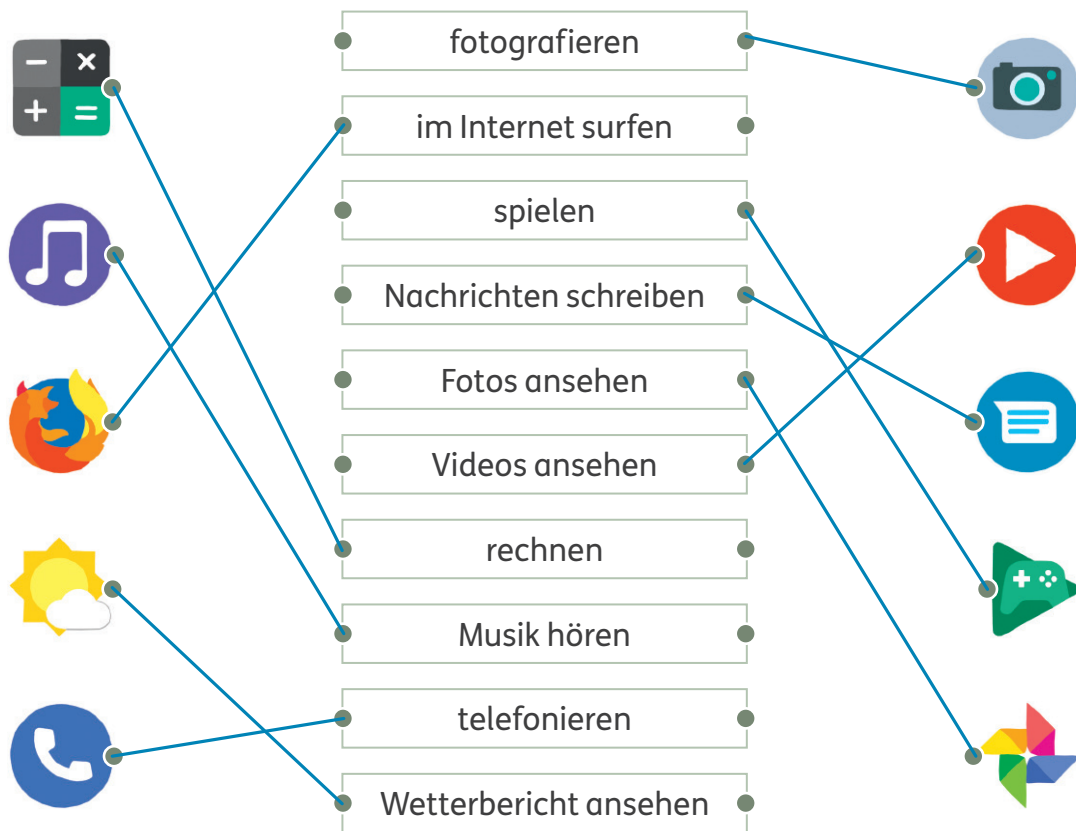 fotografieren
im Internet surfen
spielen
Nachrichten schreiben
Fotos ansehen
Videos ansehen
rechnen
Musik hören
telefonieren
Wetterbericht ansehen